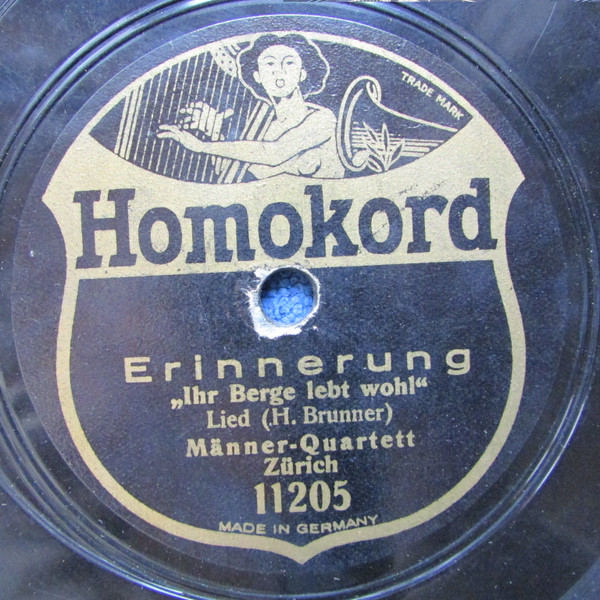 TRADE MARK
Homokord
Erinnerung
„Ihr Berge lebt wohl“
Lied (.H. Brunner)
Männer-Quartett
Zürich
11205
MADE IN GERMANY